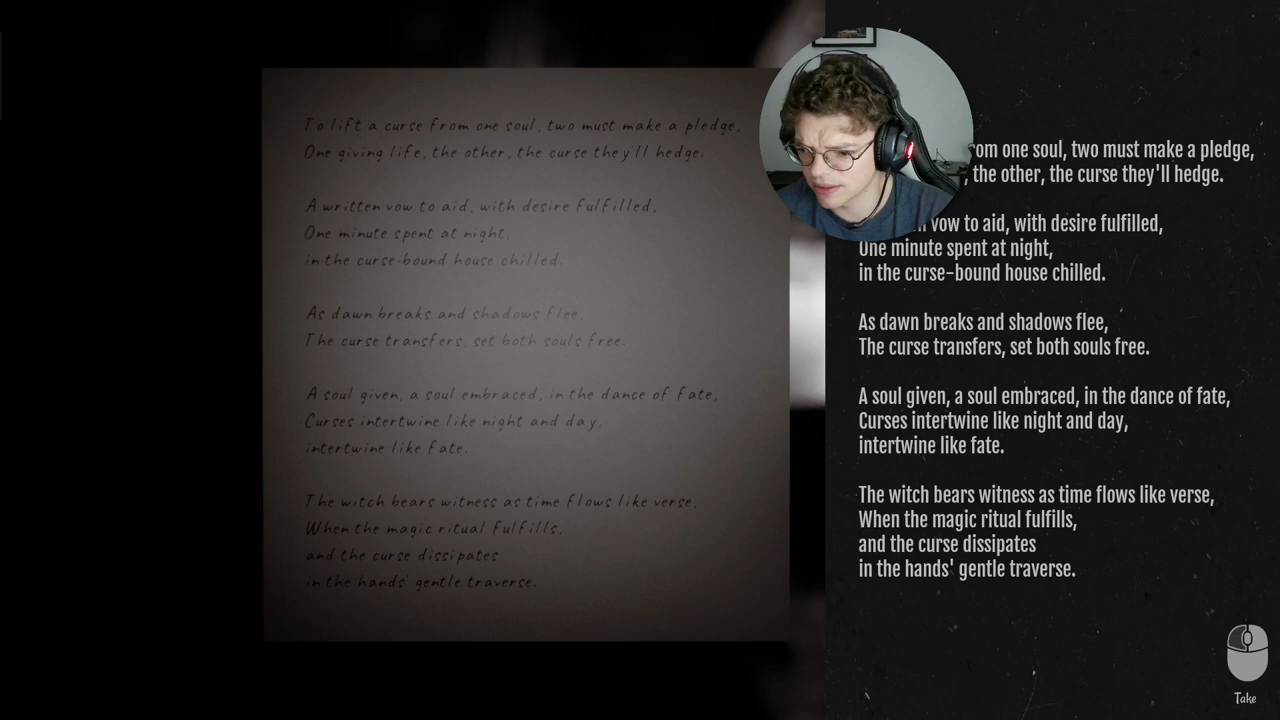 To lift a curse from one soul, two must make a pledge,
One giving life, the other, the curse they'll hedge.
A written vow to aid, with desire fulfilled,
One minute spent at night,
in the curse-bound house chilled.
As dawn breaks and shadows flee,
The curse transfers, set both souls free.
A soul given, a soul embraced, in the dance of fate,
Curses intertwine like night and day,
intertwine like fate.
The witch bears witness as time flows like verse,
When the magic ritual fulfills,
and the curse dissipates
in the hands' gentle traverse.
om one soul, two must make a pledge,
, the other, the curse they'll hedge.
vow to aid, with desire fulfilled,
One minute spent at night,
in the curse-bound house chilled.
As dawn breaks and shadows flee,
The curse transfers, set both souls free.
A soul given, a soul embraced, in the dance of fate,
Curses intertwine like night and day,
intertwine like fate.
The witch bears witness as time flows like verse,
When the magic ritual fulfills,
and the curse dissipates
in the hands' gentle traverse.
Take